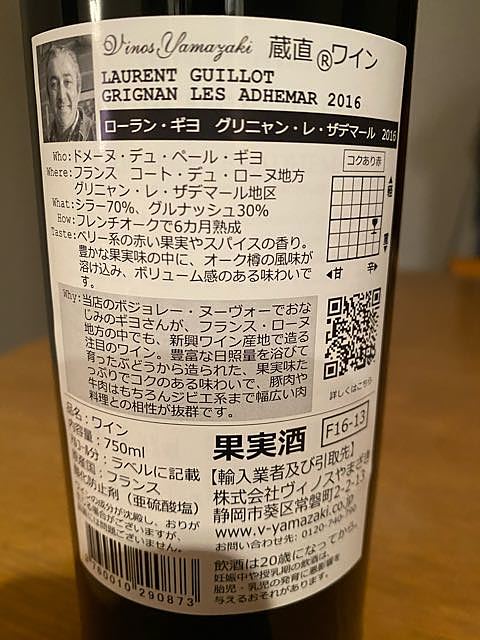 Vinos Yamazaki 蔵直®ワイン
LAURENT GUILLOT
GRIGNAN LES ADHEMAR 2016
ローラン・ギヨ グリニャン・レ・ザデマール 2016
Who:ドメーヌ・デュ・ペール・ギヨ
Where:フランス コート・デュ・ローヌ地方
グリニャン・レ・ザデマール地区
What:シラー70%、グルナッシュ30%
How:フレンチオークで6カ月熟成
Taste:ベリー系の赤い果実やスパイスの香り。
豊かな果実味の中に、オーク樽の風味が
溶け込み、ボリューム感のある味わいで
す。
コクあり赤
軽
重
甘 辛
Why:当店のボジョレー・ヌーヴォーでおな
じみのギヨさんが、フランス・ローヌ
地方の中でも、新興ワイン産地で造る
注目のワイン。豊富な日照量を浴びて
育ったぶどうから造られた、果実味た
っぷりでコクのある味わいで、豚肉や
牛肉はもちろんジビエ系まで幅広い肉
料理との相性が抜群です。
詳しくはこちら
品名:ワイン
内容量:750ml
ラベルに記載
フランス
酸化防止剤(亜硫酸塩)
果実酒
F16-13
【輸入業者及び引取先】
株式会社ヴィノスやまざき
静岡市葵区常磐町2-2-13
www.v-yamazaki.co.jp
お問い合わせ先:0120-740-790
飲酒は20歳になってから。
妊娠中や授乳期の飲酒は、
胎児・乳児の発育に悪影響を
与えるおそれがあります。
760010 290873